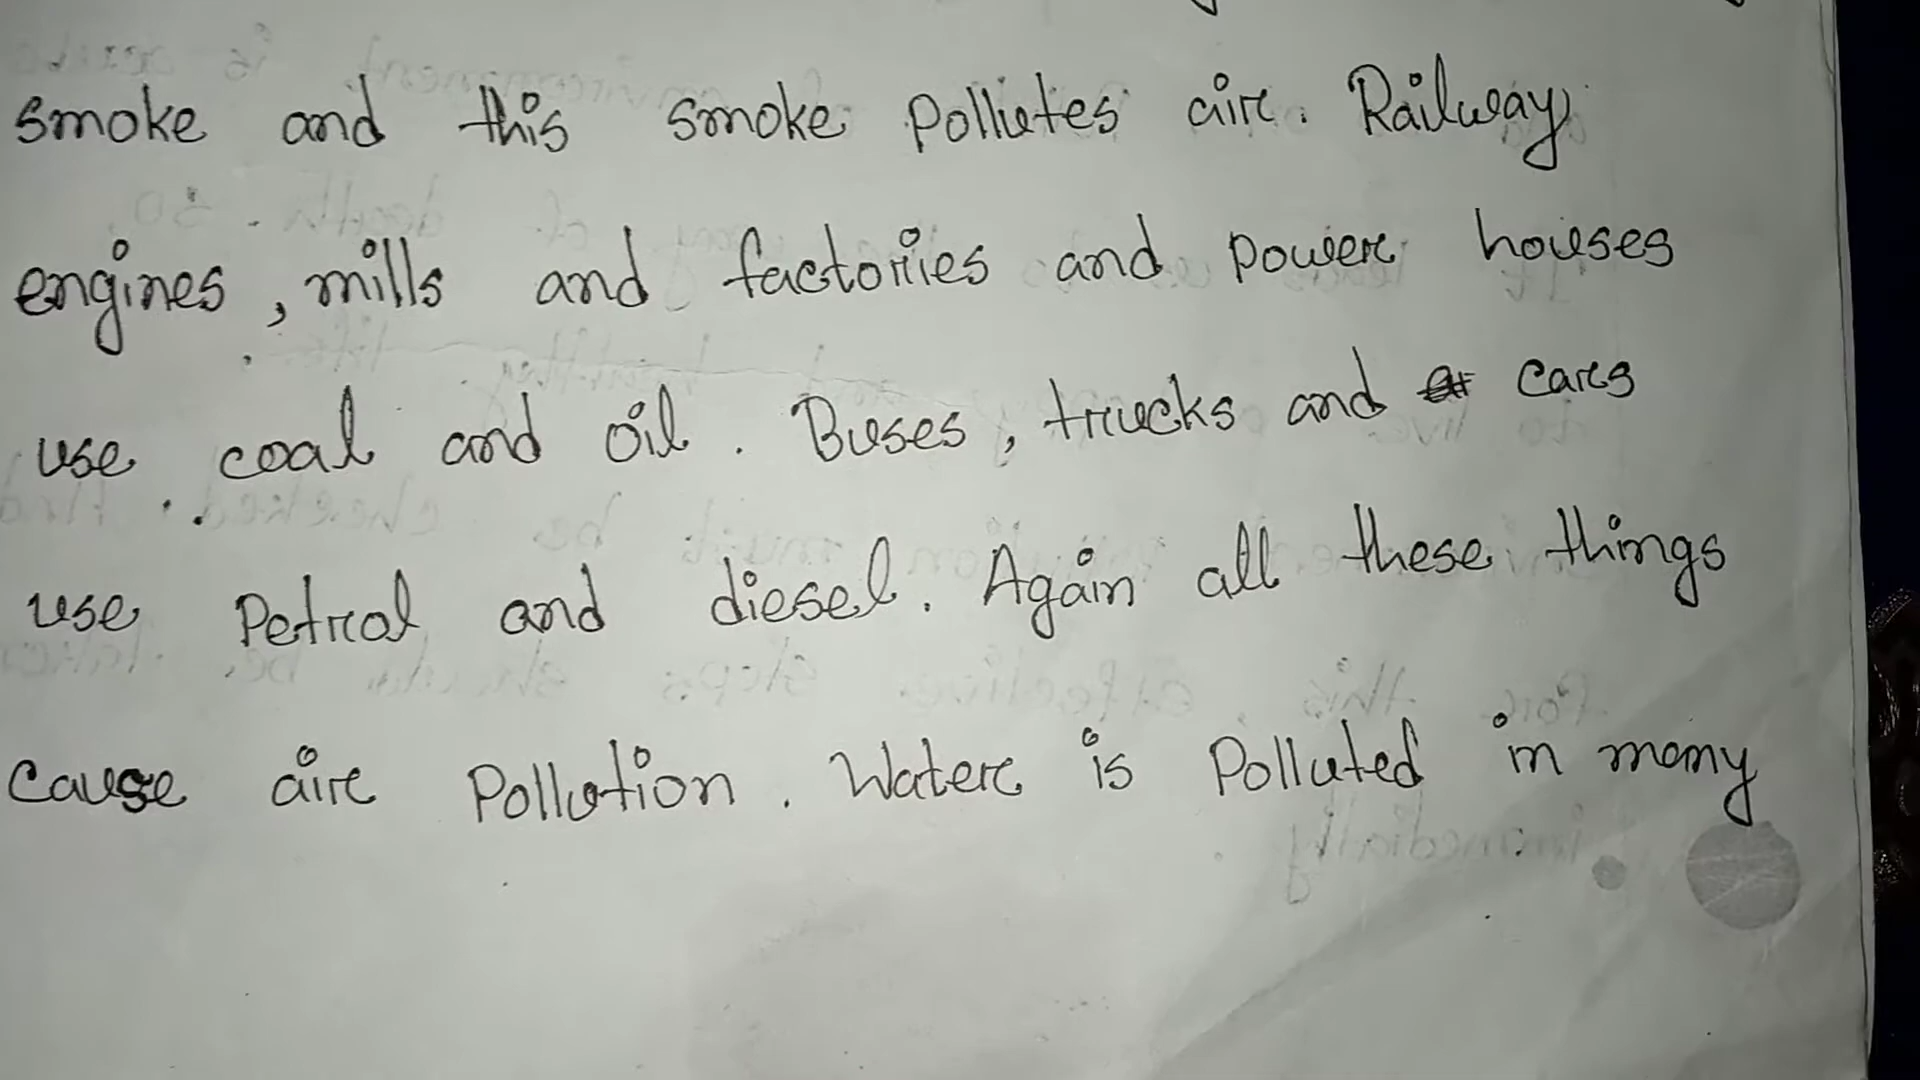 smoke and this smoke pollutes air. Railway
engines, mills and factories and power houses
use coal and oil. Buses, trucks and cars
use Petrol and diesel. Again all these things
cause air Pollution. Water is Polluted in many